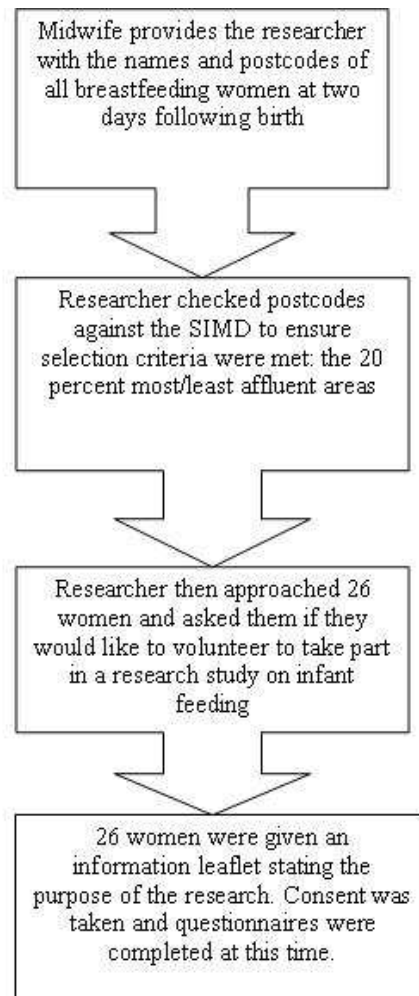 Midwife provides the researcher
with the names and postcodes of
all breastfeeding women at two
days following birth
Researcher checked postcodes
against the SIMD to ensure
selection criteria were met: the 20
percent most/least affluent areas
Researcher then approached 26
women and asked them if they
would like to volunteer to take part
in a research study on infant
feeding
26 women were given an
information leaflet stating the
purpose of the research. Consent was
taken and questionnaires were
completed at this time.